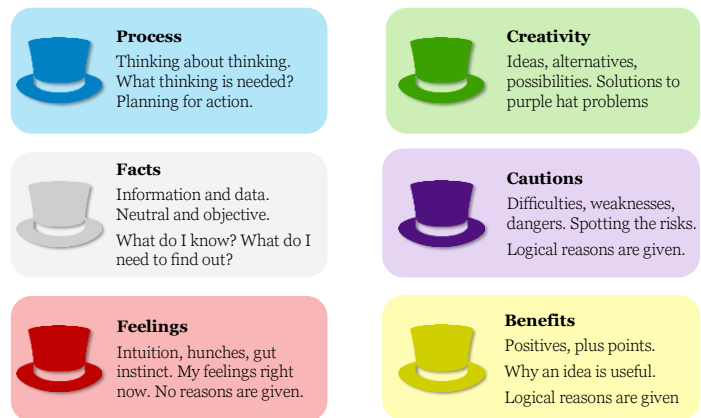 Process
Thinking about thinking.
What thinking is needed?
Planning for action.
Creativity
Ideas, alternatives,
possibilities. Solutions to
purple hat problems
Facts
Information and data.
Neutral and objective.
What do I know? What do I
need to find out?
Cautions
Difficulties, weaknesses,
dangers. Spotting the risks.
Logical reasons are given.
Feelings
Intuition, hunches, gut
instinct. My feelings right
now. No reasons are given.
Benefits
Positives, plus points.
Why an idea is useful.
Logical reasons are given